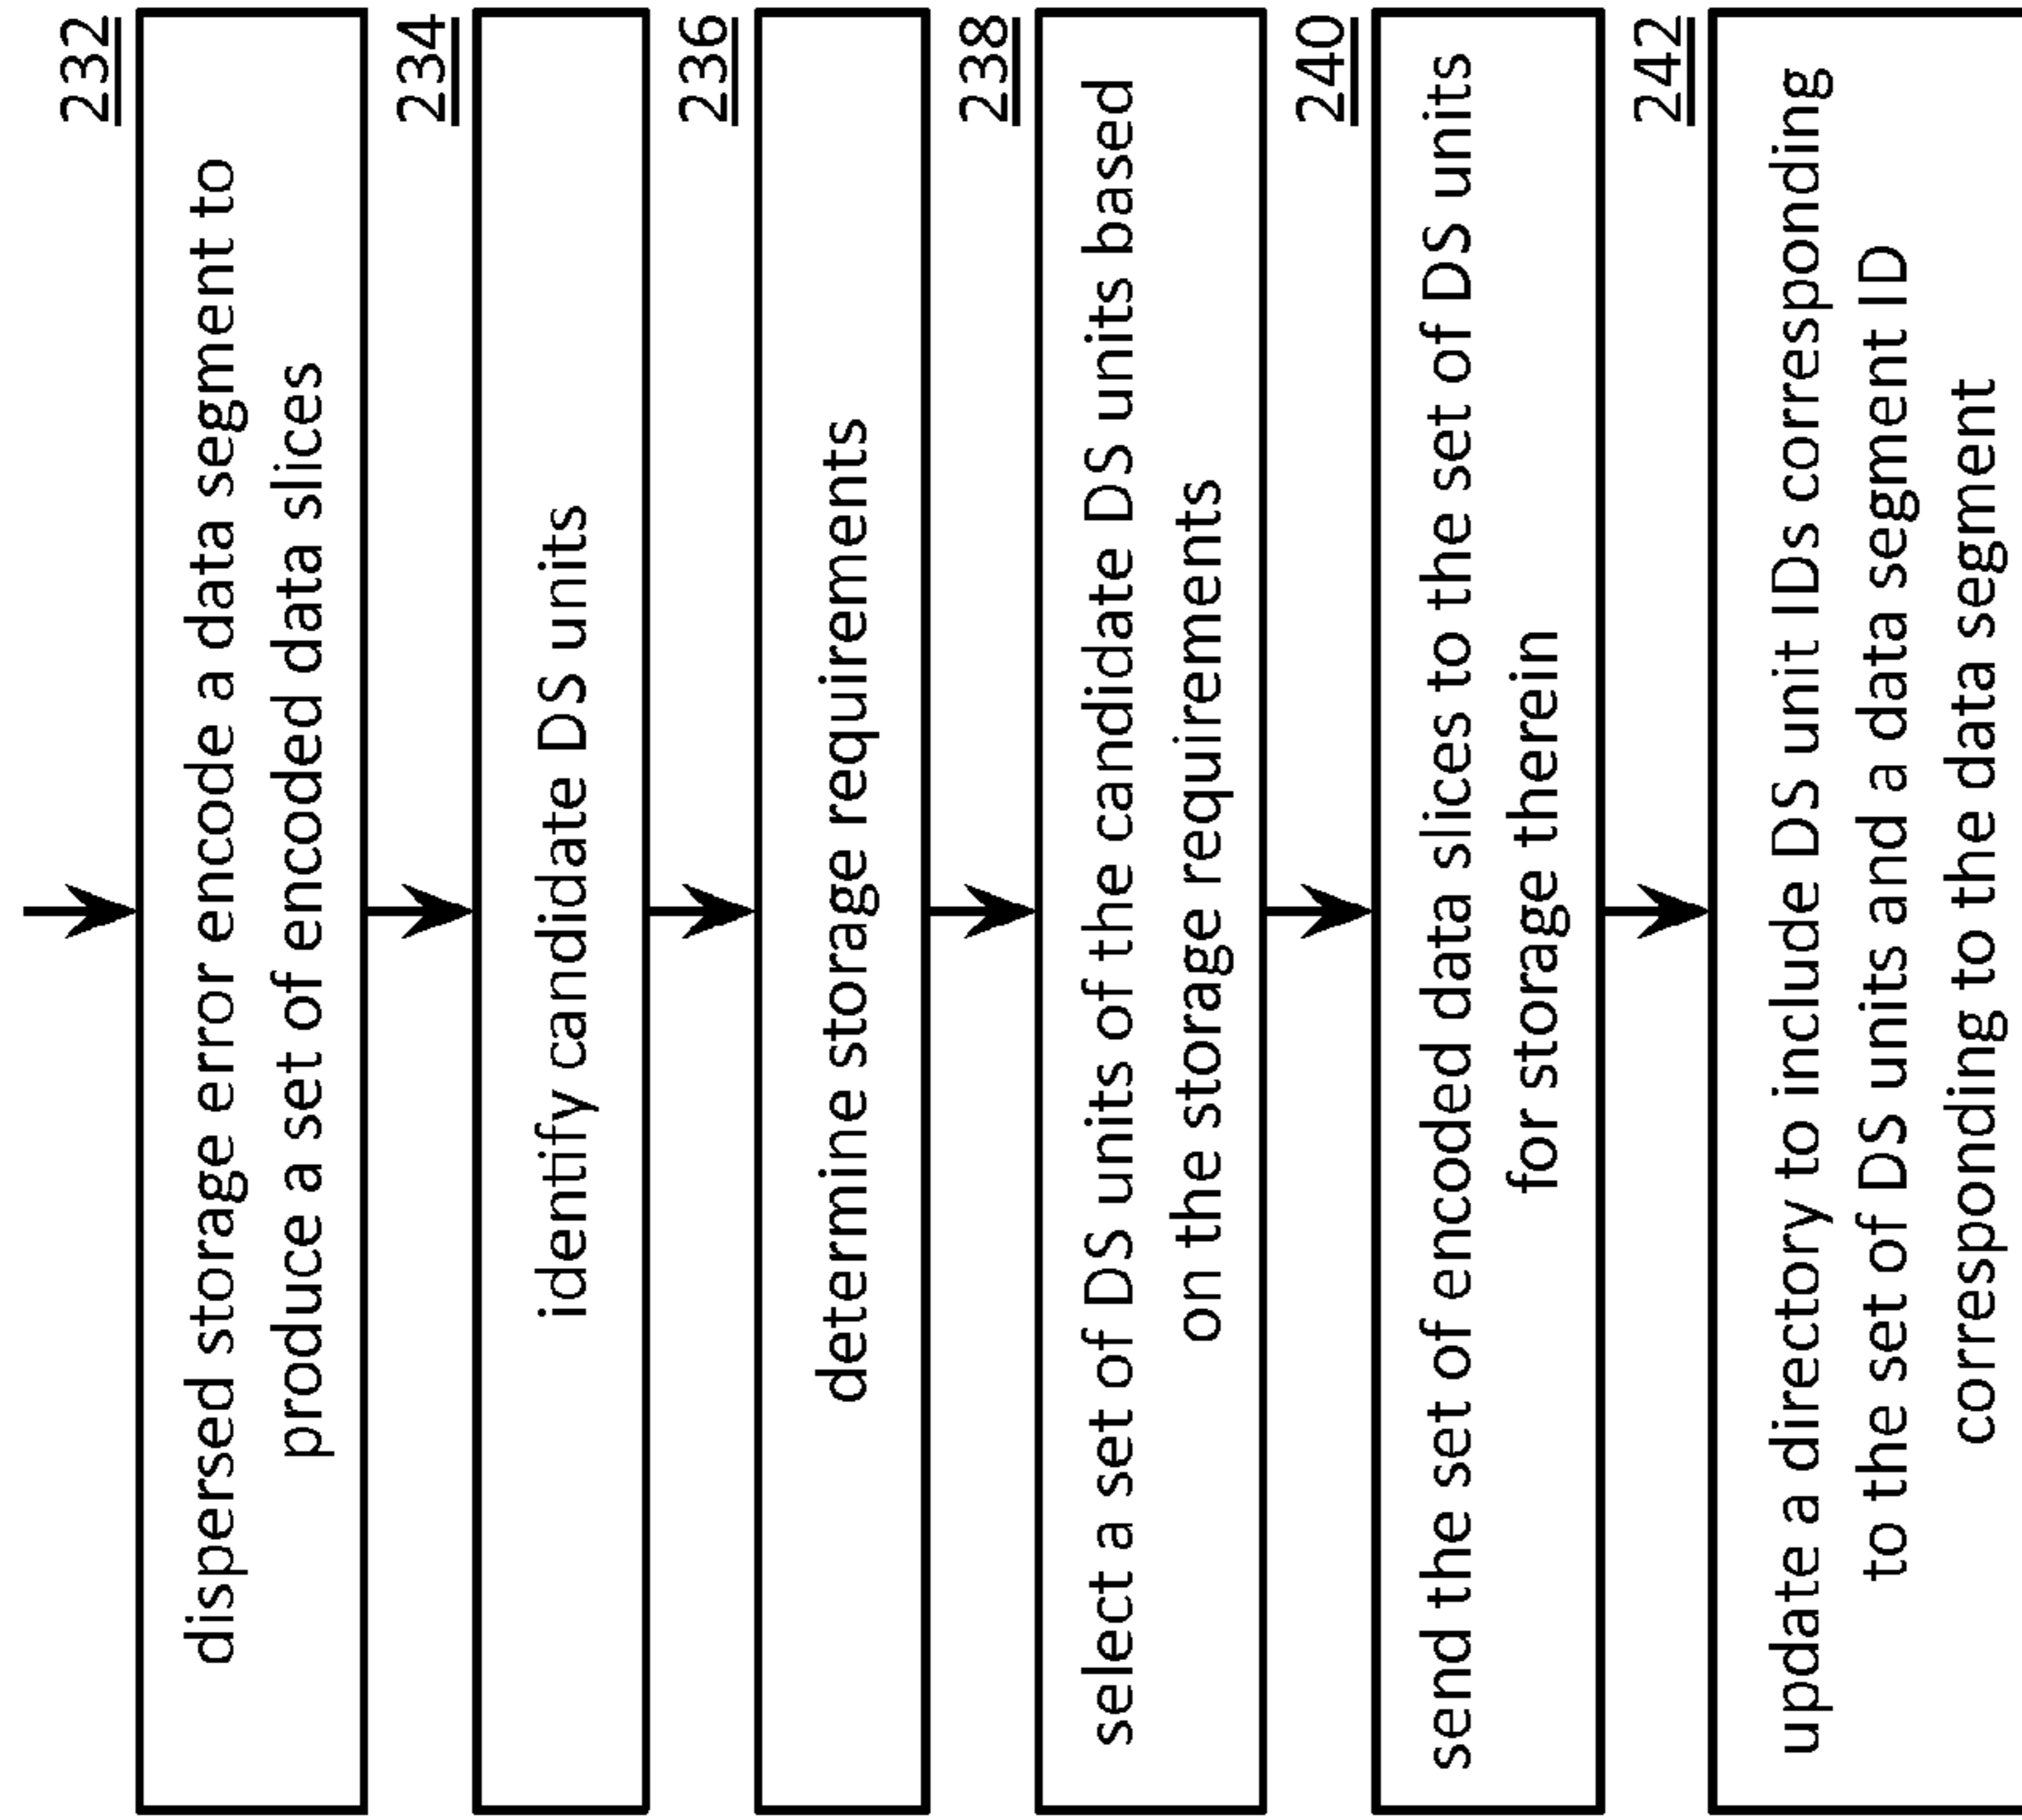 232
dispersed storage error encode a data segment to
produce a set of encoded data slices
234
identify candidate DS units
236
determine storage requirements
238
select a set of DS units of the candidate DS units based
on the storage requirements
240
send the set of encoded data slices to the set of DS units
for storage therein
242
update a directory to include DS unit IDs corresponding
to the set of DS units and a data segment ID
corresponding to the data segment